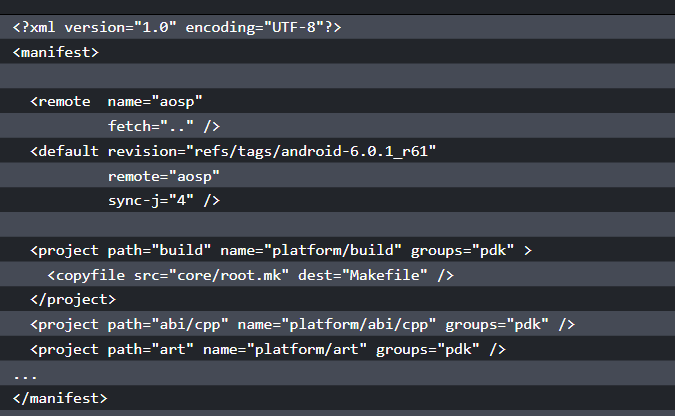 <?xml version="1.0" encoding="UTF-8"?>
<manifest>
<remote  name="aosp"
fetch=".." />
<default revision="refs/tags/android-6.0.1_r61"
remote="aosp"
sync-j="4" />
<project path="build" name="platform/build" groups="pdk" >
<copyfile src="core/root.mk" dest="Makefile" />
</project>
<project path="abi/cpp" name="platform/abi/cpp" groups="pdk" />
<project path="art" name="platform/art" groups="pdk" />
...
</manifest>